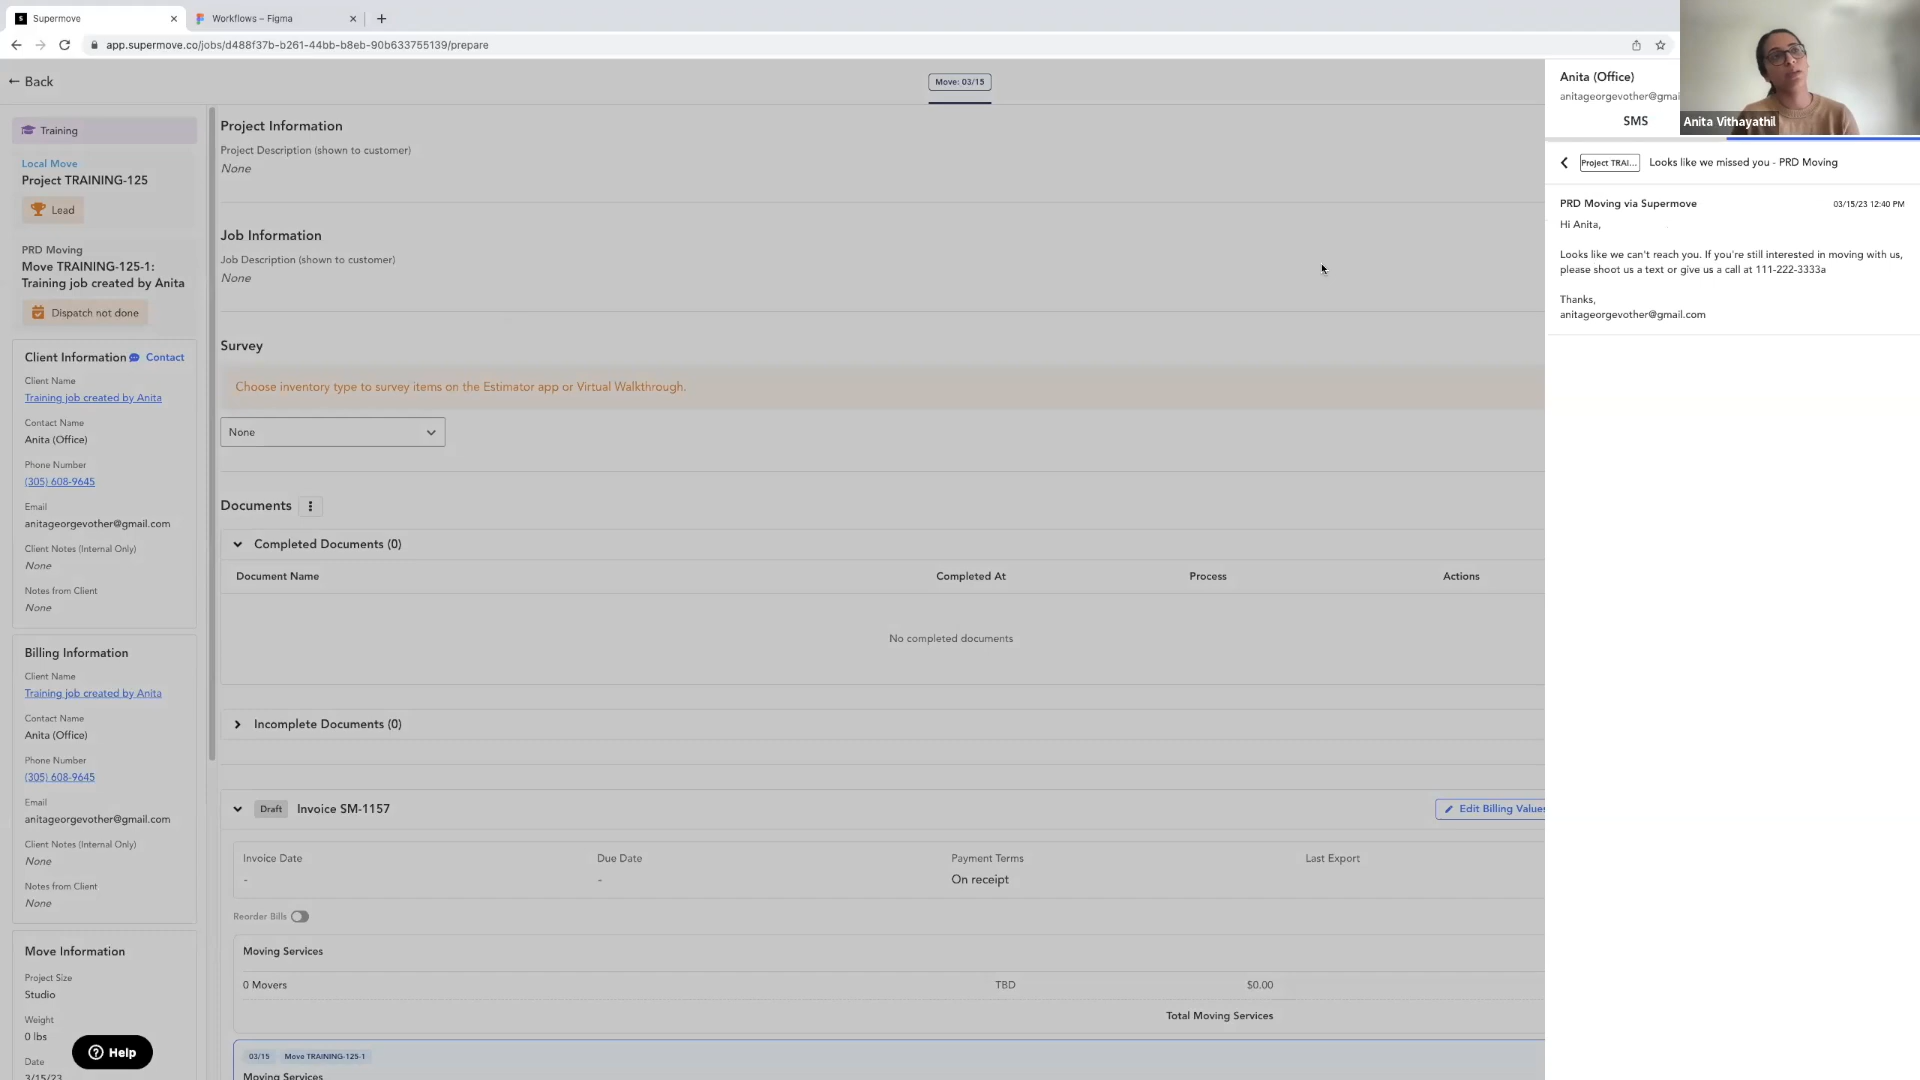 Supermove
Workflows – Figma
app.supermove.co/jobs/d488f37b-b261-44bb-b8eb-90b633755139/prepare
Back
Move: 03/15
Training
Local Move
Project TRAINING-125
Lead
PRD Moving
Move TRAINING-125-1:
Training job created by Anita
Dispatch not done
Client Information
Contact
Client Name
Training job created by Anita
Contact Name
Anita (Office)
Phone Number
(305) 608-9645
Email
anitageorgevother@gmail.com
Client Notes (Internal Only)
None
Notes from Client
None
Billing Information
Client Name
Training job created by Anita
Contact Name
Anita (Office)
Phone Number
(305) 608-9645
Email
anitageorgevother@gmail.com
Client Notes (Internal Only)
None
Notes from Client
None
Move Information
Project Size
Studio
Weight
0 lbs
Date
3/15/23
Help
Project Information
Project Description (shown to customer)
None
Job Information
Job Description (shown to customer)
None
Survey
Choose inventory type to survey items on the Estimator app or Virtual Walkthrough.
None
Documents
Completed Documents (0)
Document Name Completed At Process Actions
No completed documents
Incomplete Documents (0)
Draft Invoice SM-1157
Edit Billing Values
Invoice Date Due Date Payment Terms Last Export
- - On receipt
Reorder Bills
Moving Services
0 Movers TBD $0.00
Total Moving Services
03/15 Move TRAINING-125-1
Moving Services
Anita (Office)
anitageorgevother@gmai
SMS
Anita Vithayathil
Project TRAI... Looks like we missed you - PRD Moving
PRD Moving via Supermove 03/15/23 12:40 PM
Hi Anita,
Looks like we can't reach you. If you're still interested in moving with us,
please shoot us a text or give us a call at 111-222-3333a
Thanks,
anitageorgevother@gmail.com